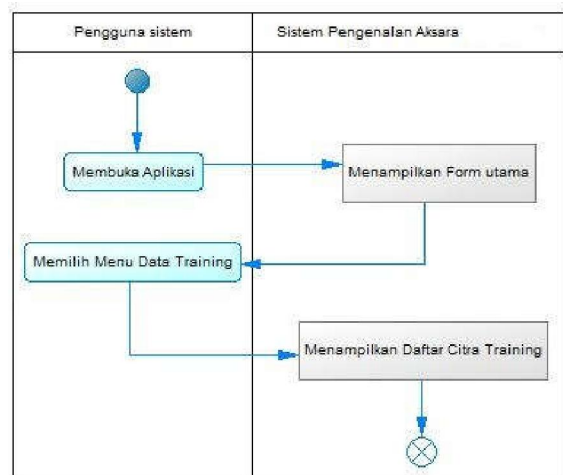 Pengguna sistem
Sistem Pengenalan Aksara
Membuka Aplikasi
Menampilkan Form utama
Memilih Menu Data Training
Menampilkan Daftar Citra Training